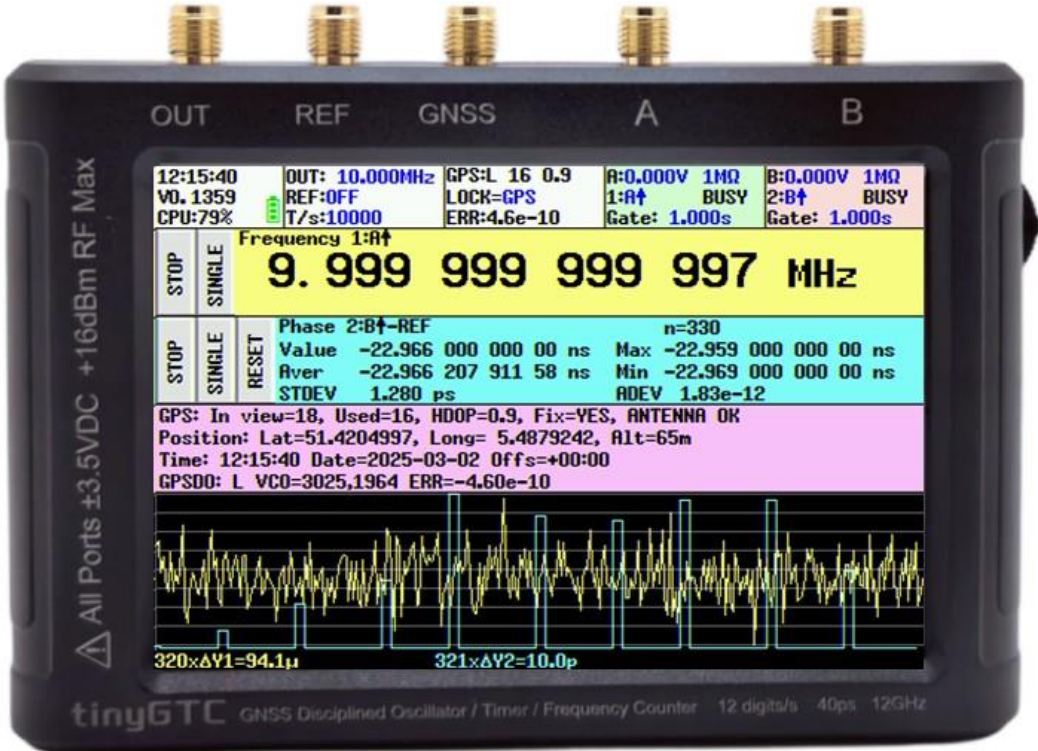 OUT REF GNSS A B
⚠ All Ports ±3.5VDC +16dBm RF Max
12:15:40
V0.1359
CPU:79%
OUT: 10.000MHz
REF:OFF
T/s:10000
GPS:L 16 0.9
LOCK=GPS
ERR:4.6e-10
A:0.000V 1MΩ
1:A↑ BUSY
Gate: 1.000s
B:0.000V 1MΩ
2:B↑ BUSY
Gate: 1.000s
STOP
SINGLE
Frequency 1:A↑
9. 999 999 999 997 MHz
STOP
SINGLE
RESET
Phase 2:B↑-REF n=330
Value -22.966 000 000 00 ns Max -22.959 000 000 00 ns
Aver -22.966 207 911 58 ns Min -22.969 000 000 00 ns
STDEV 1.280 ps ADEV 1.83e-12
GPS: In view=18, Used=16, HDOP=0.9, Fix=YES, ANTENNA OK
Position: Lat=51.4204997, Long= 5.4879242, Alt=65m
Time: 12:15:40 Date=2025-03-02 Offs=+00:00
GPSDO: L VCO=3025,1964 ERR=-4.60e-10
320xΔY1=94.1µ 321xΔY2=10.0p
tinyGTC GNSS Disciplined Oscillator / Timer / Frequency Counter 12 digits/s 40ps 12GHz